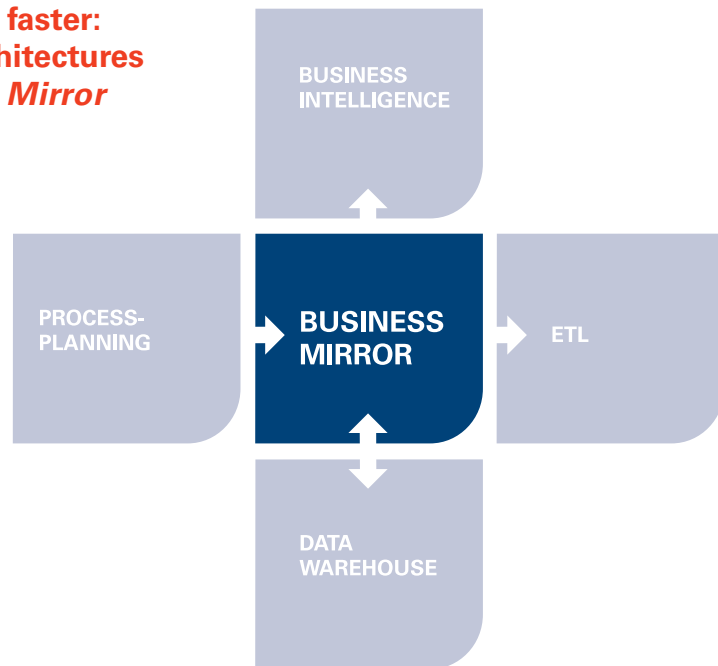 faster:
hitectures
Mirror
BUSINESS
INTELLIGENCE
PROCESS-
PLANNING
BUSINESS
MIRROR
ETL
DATA
WAREHOUSE